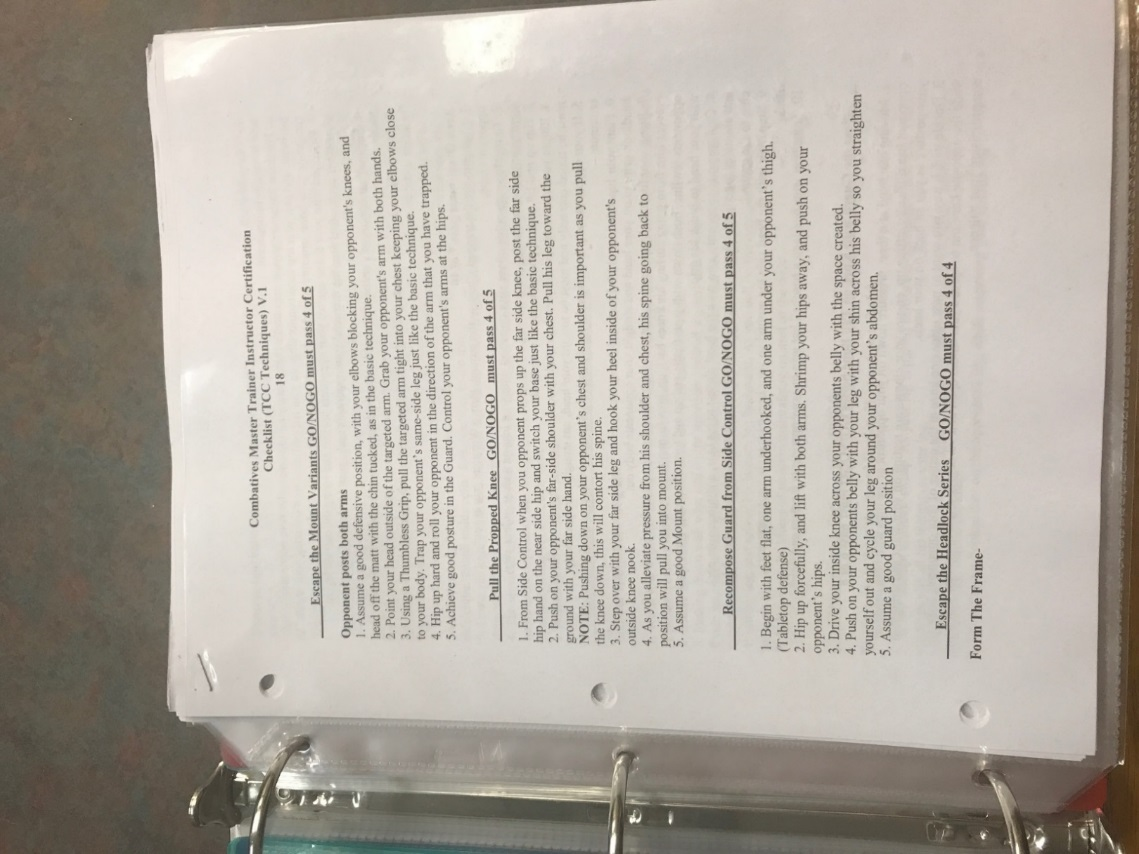 Combatives Master Trainer Instructor Certification
Checklist (TCC Techniques) V.1
18
Escape the Mount Variants GO/NOGO must pass 4 of 5
Opponent posts both arms
1. Assume a good defensive position, with your elbows blocking your opponent's knees, and
head off the matt with the chin tucked, as in the basic technique.
2. Point your head outside of the targeted arm. Grab your opponent's arm with both hands.
3. Using a Thumbless Grip, pull the targeted arm tight into your chest keeping your elbows close
to your body. Trap your opponent's same-side leg just like the basic technique.
4. Hip up hard and roll your opponent in the direction of the arm that you have trapped.
5. Achieve good posture in the Guard. Control your opponent's arms at the hips.
Pull the Propped Knee GO/NOGO must pass 4 of 5
1. From Side Control when you opponent props up the far side knee, post the far side
hip hand on the near side hip and switch your base just like the basic technique.
2. Push on your opponent's far-side shoulder with your chest. Pull his leg toward the
ground with your far side hand.
NOTE: Pushing down on your opponent's chest and shoulder is important as you pull
the knee down, this will contort his spine.
3. Step over with your far side leg and hook your heel inside of your opponent's
outside knee nook.
4. As you alleviate pressure from his shoulder and chest, his spine going back to
position will pull you into mount.
5. Assume a good Mount position.
Recompose Guard from Side Control GO/NOGO must pass 4 of 5
1. Begin with feet flat, one arm underhooked, and one arm under your opponent's thigh.
(Tabletop defense)
2. Hip up forcefully, and lift with both arms. Shrimp your hips away, and push on your
opponent's hips.
3. Drive your inside knee across your opponents belly with the space created.
4. Push on your opponents belly with your leg with your shin across his belly so you straighten
yourself out and cycle your leg around your opponent's abdomen.
5. Assume a good guard position
Escape the Headlock Series GO/NOGO must pass 4 of 4
Form The Frame-